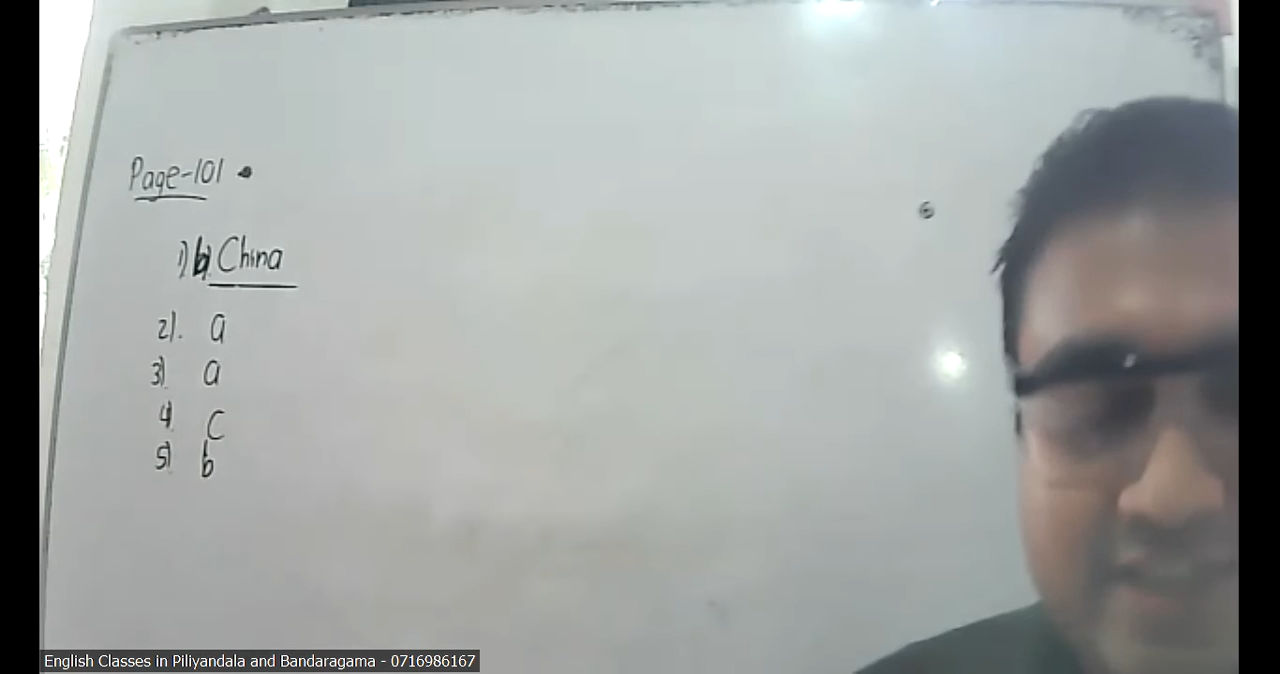 Page-101
1) b) China
2). a
3) a
4) c
5) b
English Classes in Piliyandala and Bandaragama - 0716986167